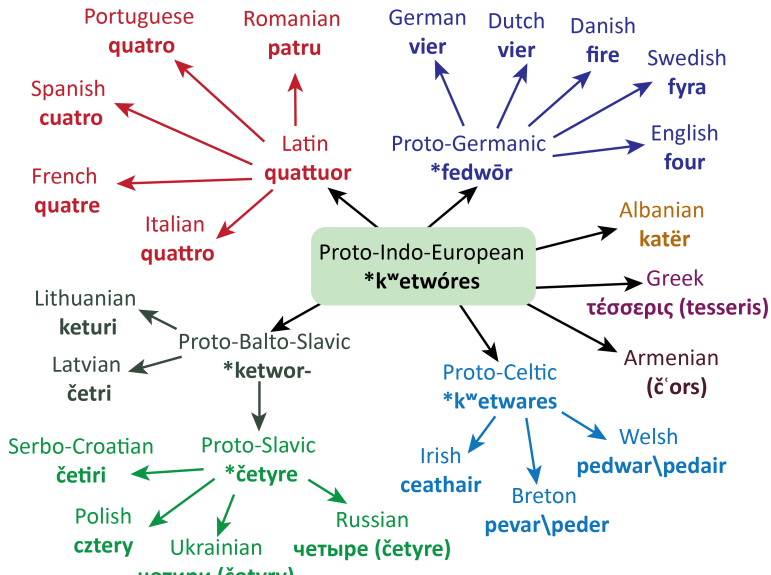 Portuguese
quatro
Romanian
patru
Spanish
cuatro
Latin
quattuor
French
quatre
Italian
quattro
German
vier
Dutch
vier
Danish
fire
Swedish
fyra
Proto-Germanic
*fedwōr
English
four
Albanian
katër
Proto-Indo-European
*kʷetwóres
Greek
τέσσερις (tesseris)
Armenian
(čʿors)
Lithuanian
keturi
Proto-Balto-Slavic
*ketwor-
Latvian
četri
Proto-Celtic
*kʷetwares
Irish
ceathair
Welsh
pedwar\pedair
Breton
pevar\peder
Serbo-Croatian
četiri
Proto-Slavic
*četyre
Polish
cztery
Ukrainian
Russian
четыре (četyre)